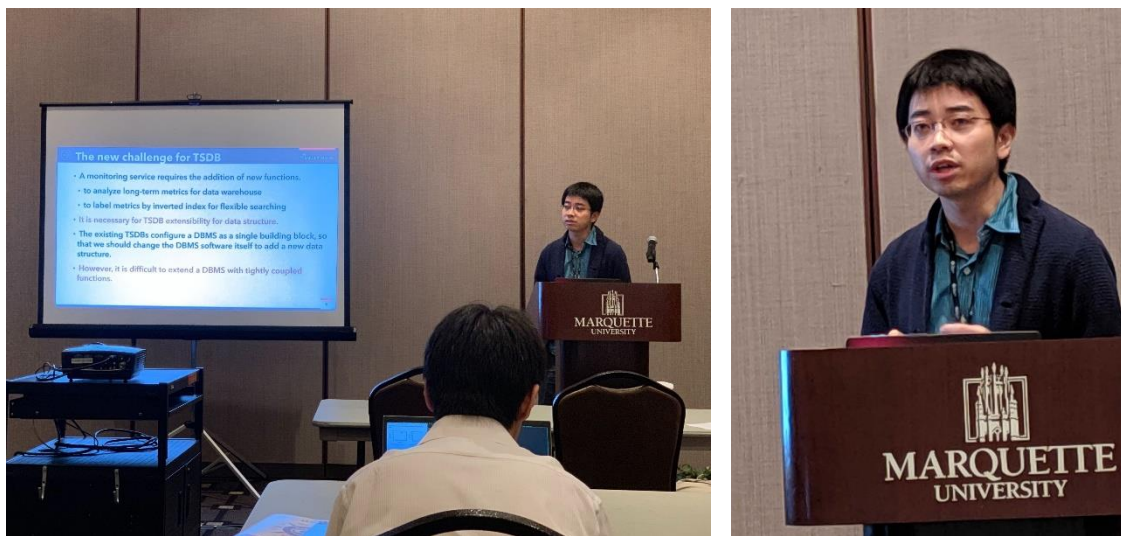 The new challenge for TSDB
• A monitoring service requires the addition of new functions.
• to analyze long-term metrics for data warehouse
• to label metrics by inverted index for flexible searching
• It is necessary for TSDB extensibility for data structure.
• The existing TSDBs configure a DBMS as a single building block, so
that we should change the DBMS software itself to add a new data
structure.
• However, it is difficult to extend a DBMS with tightly coupled
functions.
MARQUETTE
UNIVERSITY
MARQUETTE
UNIVERSITY